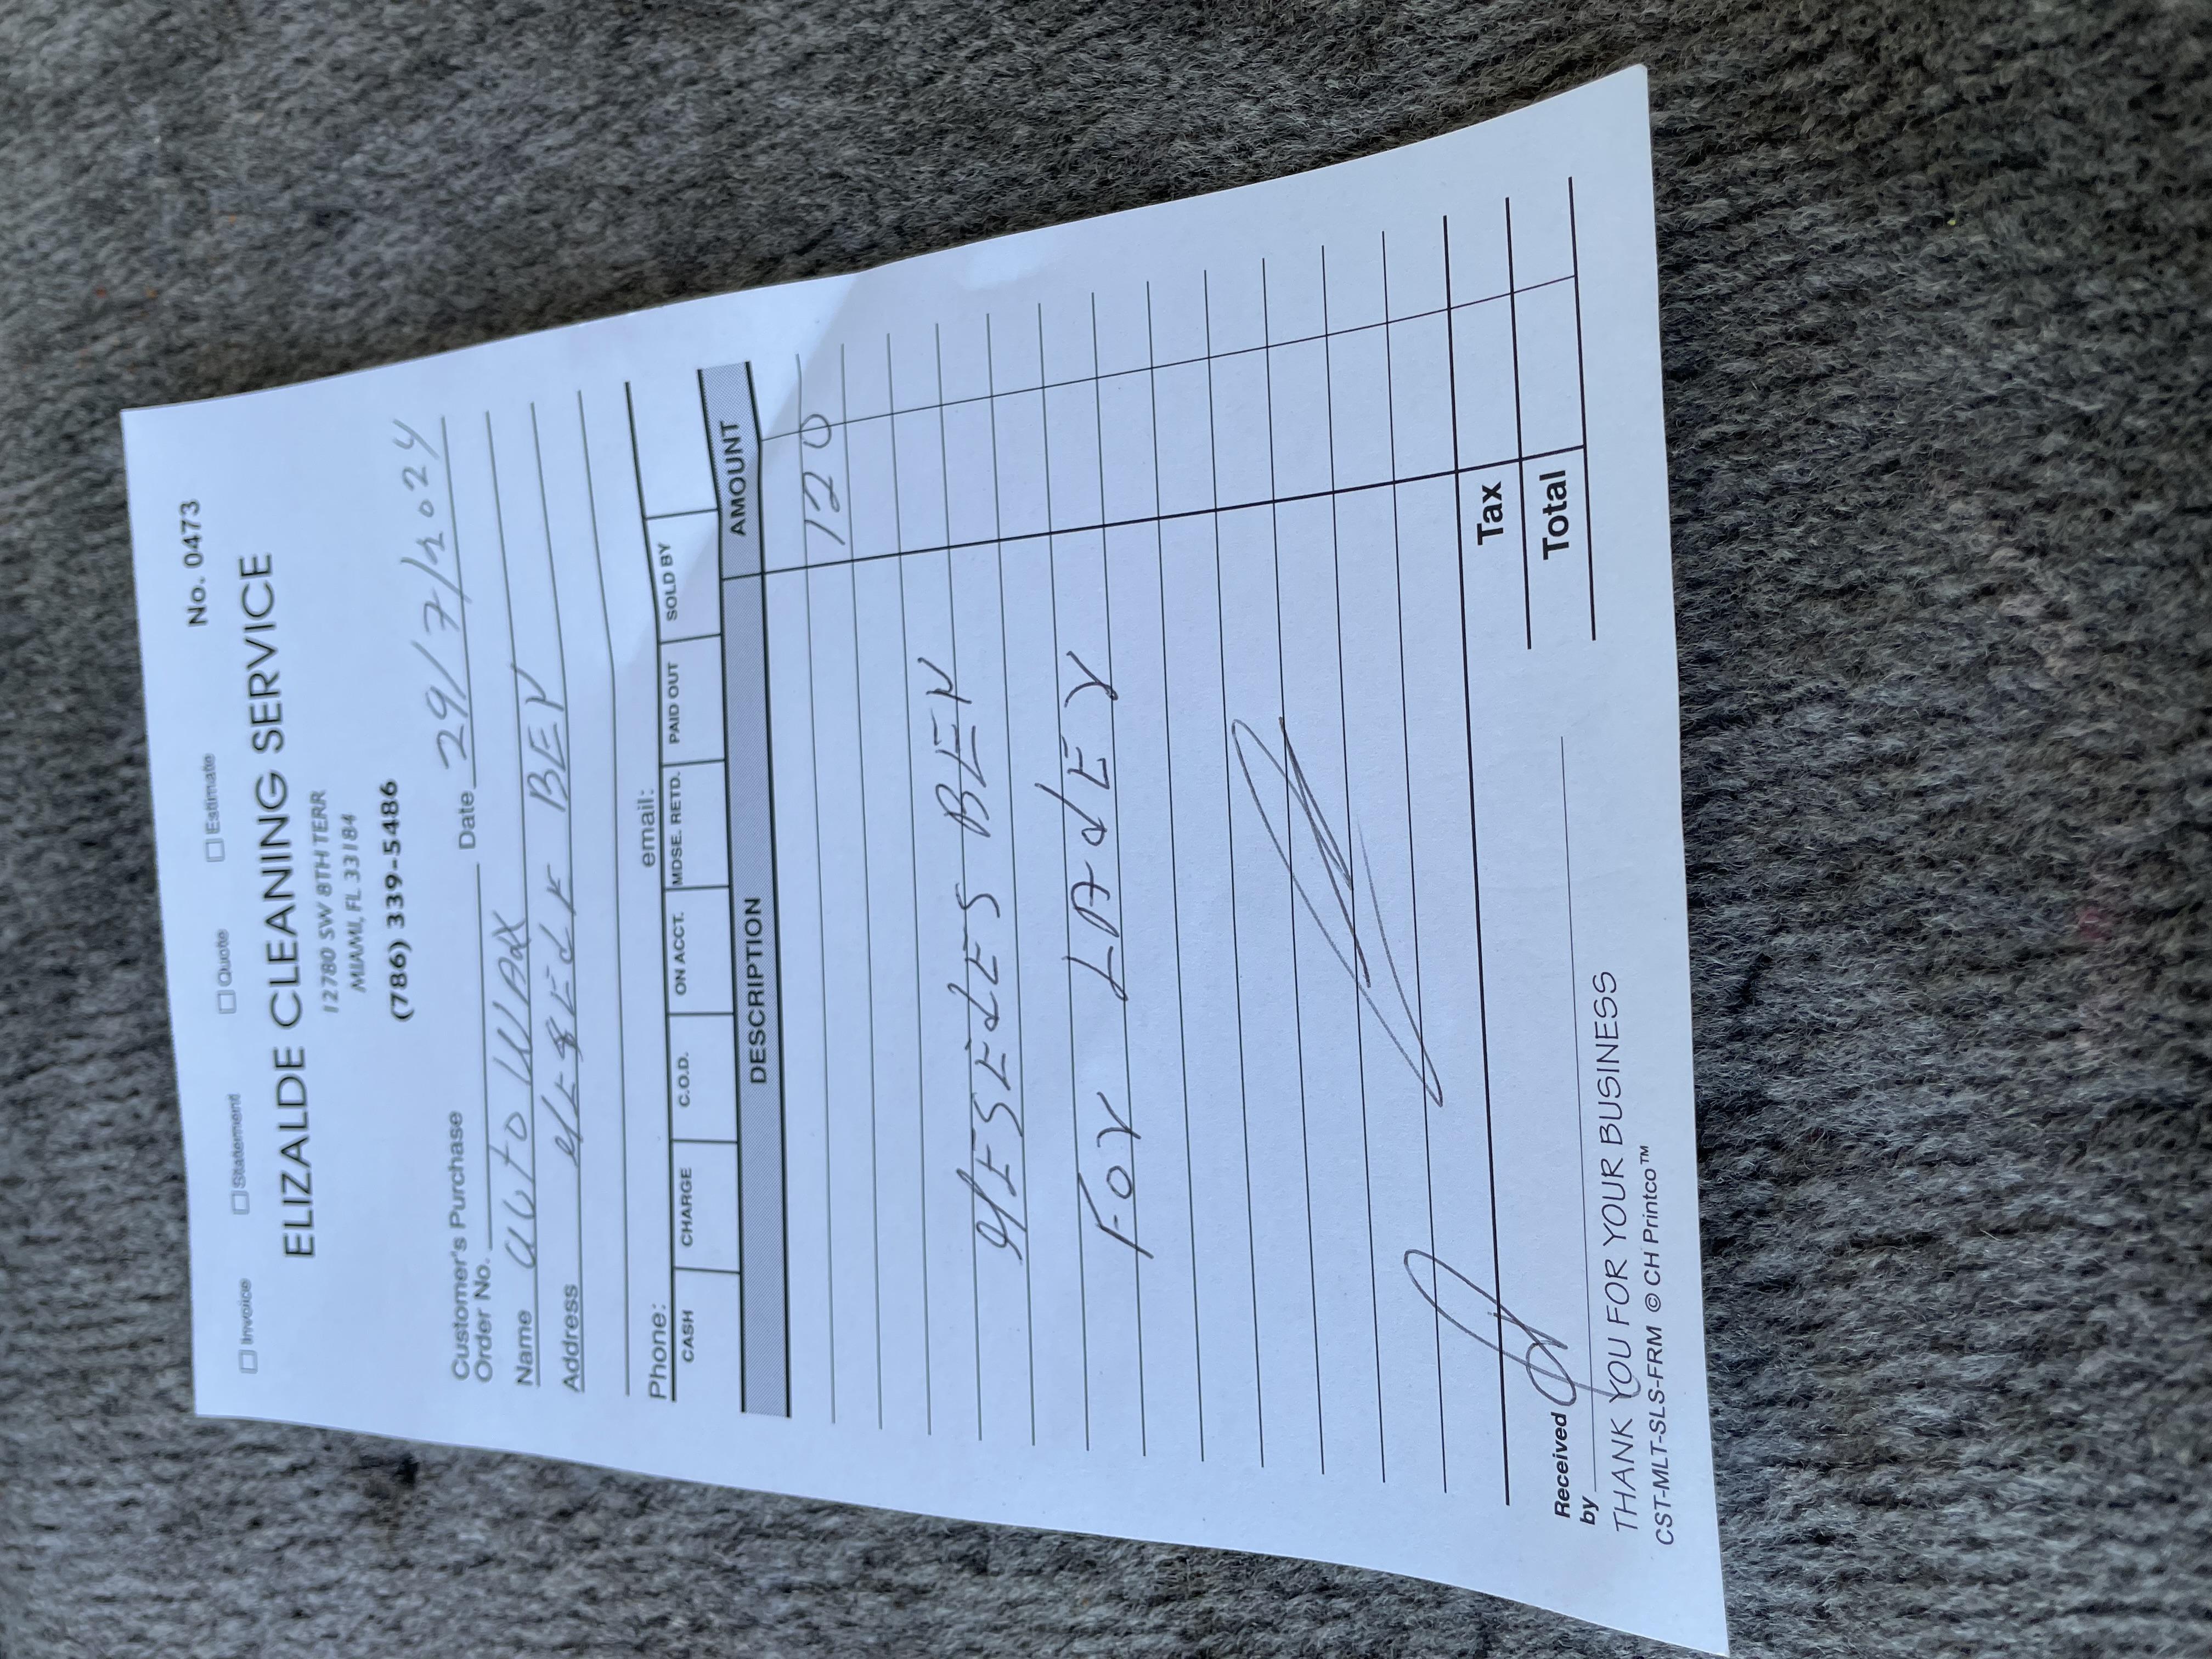 No. 0473
Invoice Statement Quote Estimate
ELIZALDE CLEANING SERVICE
12780 SW 8TH TERR
MIAMI, FL 33184
(786) 339-5486
Customer's Purchase
Order No. Date 29/7/2024
Name auto
Address BEN
Phone: email:
CASH CHARGE C.O.D. ON ACCT. MDSE. RETD. PAID OUT SOLD BY
DESCRIPTION AMOUNT
120
BEN
FOR
Tax
Total
Received
by
THANK YOU FOR YOUR BUSINESS
CST-MLT-SLS-FRM © CH Printco™